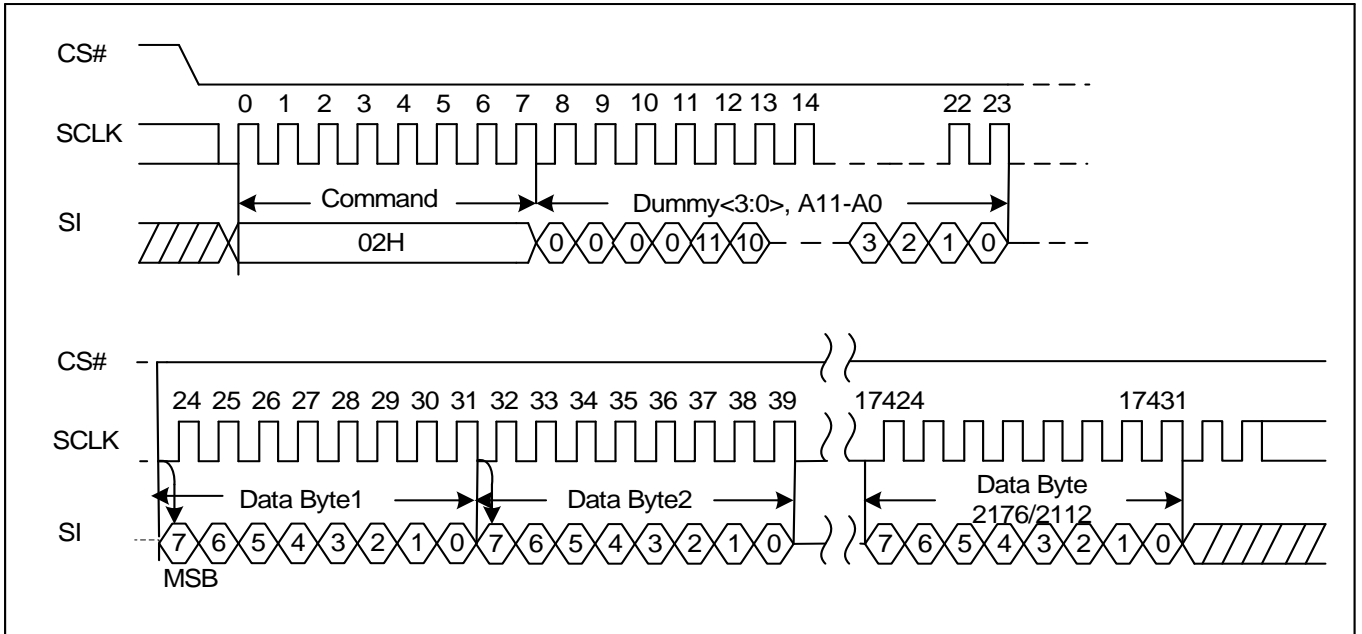 CS#
0 1 2 3 4 5 6 7 8 9 10 11 12 13 14 22 23
SCLK
Command
Dummy<3:0>, A11-A0
SI
02H
0 0 0 0 11 10 3 2 1 0
CS#
24 25 26 27 28 29 30 31 32 33 34 35 36 37 38 39 17424 17431
SCLK
Data Byte1
Data Byte2
Data Byte
2176/2112
SI
7 6 5 4 3 2 1 0 7 6 5 4 3 2 1 0 7 6 5 4 3 2 1 0
MSB